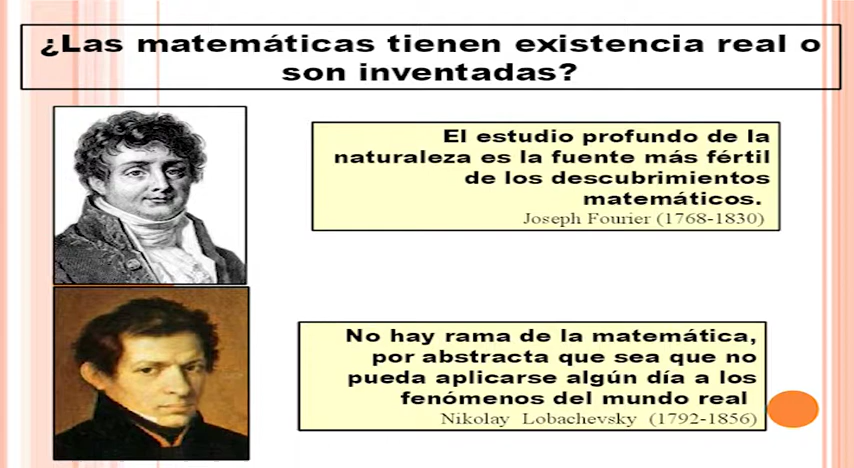 ¿Las matemáticas tienen existencia real o
son inventadas?
El estudio profundo de la
naturaleza es la fuente más fértil
de los descubrimientos
matemáticos.
Joseph Fourier (1768-1830)
No hay rama de la matemática,
por abstracta que sea que no
pueda aplicarse algún día a los
fenómenos del mundo real
Nikolay Lobachevsky (1792-1856)